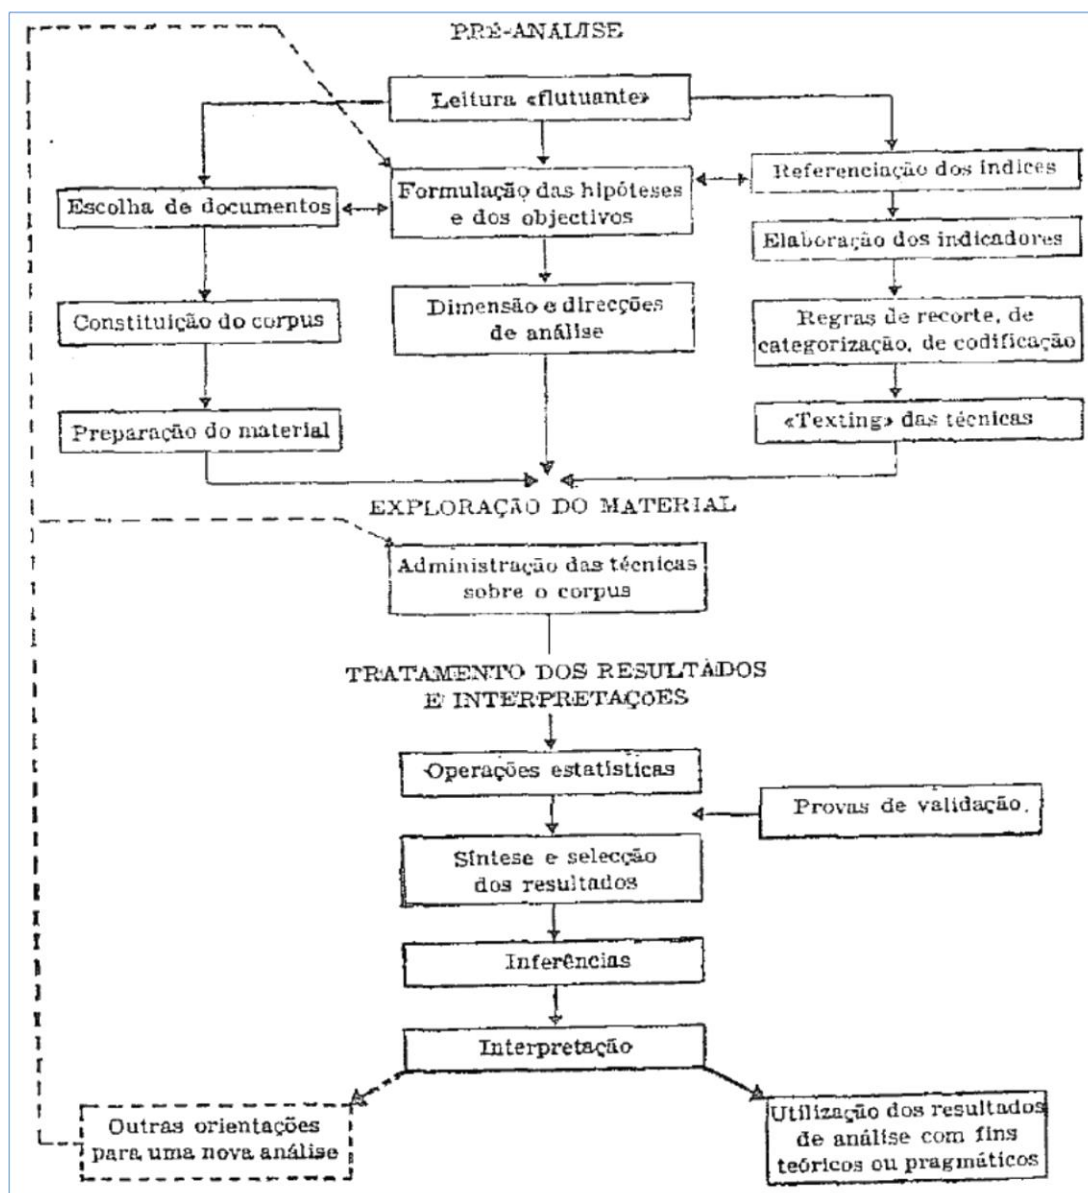 PRÉ-ANÁLISE
Leitura «flutuante»
Escolha de documentos
Formulação das hipóteses
e dos objectivos
Referenciação dos índices
Elaboração dos indicadores
Constituição do corpus
Dimensão e direcções
de análise
Regras de recorte, de
categorização, de codificação
Preparação do material
«Texting» das técnicas
EXPLORAÇÃO DO MATERIAL
Administração das técnicas
sobre o corpus
TRATAMENTO DOS RESULTADOS
E INTERPRETAÇÕES
Operações estatísticas
Provas de validação.
Síntese e selecção
dos resultados
Inferências
Interpretação
Outras orientações
para uma nova análise
Utilização dos resultados
de análise com fins
teóricos ou pragmáticos